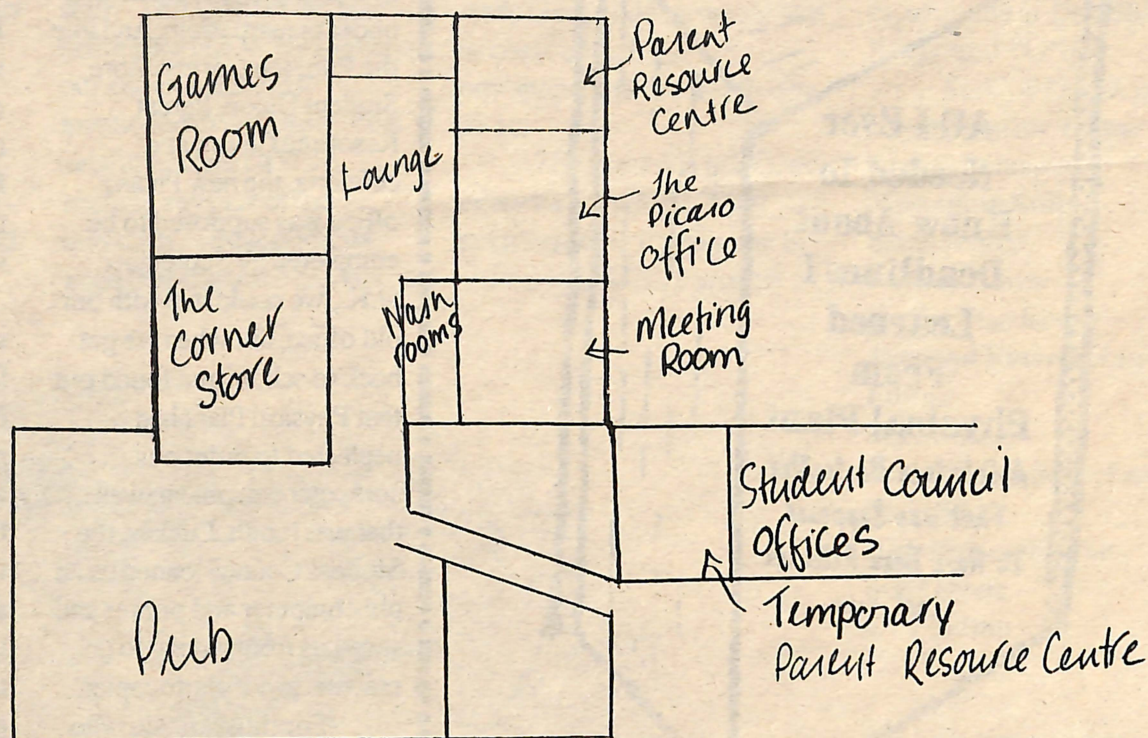 Games
Room
Lounge
Parent
Resource
Centre
The
Picaro
Office
The
Corner
Store
Wash
rooms
Meeting
Room
Student Council
Offices
Temporary
Parent Resource Centre
Pub